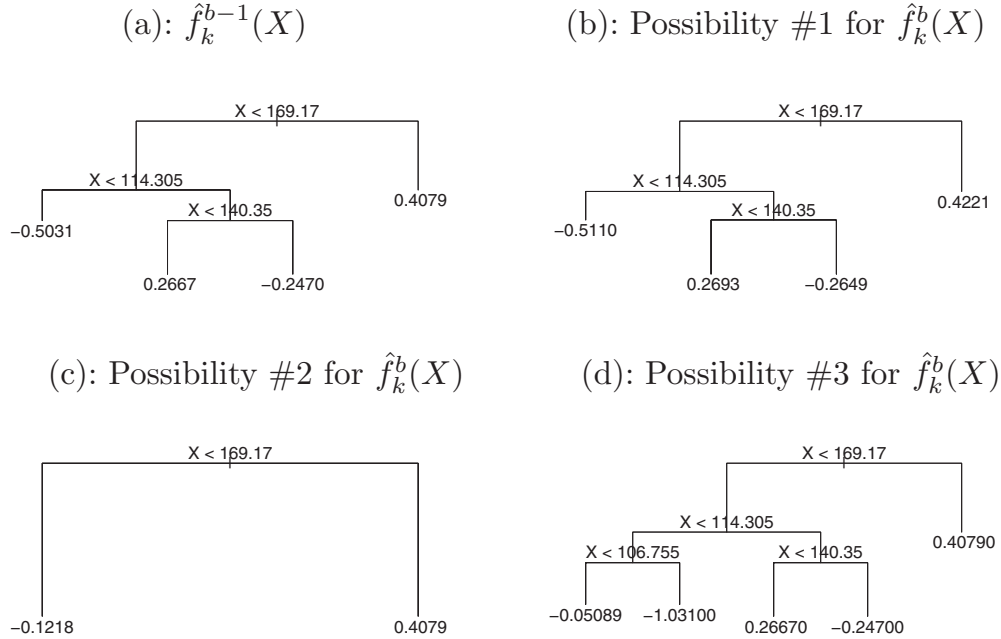 (a): $\hat{f}_k^{b-1}(X)$
X < 169.17
X < 114.305
−0.5031
X < 140.35
0.2667
−0.2470
0.4079
(b): Possibility #1 for $\hat{f}_k^{b}(X)$
X < 169.17
X < 114.305
−0.5110
X < 140.35
0.2693
−0.2649
0.4221
(c): Possibility #2 for $\hat{f}_k^{b}(X)$
X < 169.17
−0.1218
0.4079
(d): Possibility #3 for $\hat{f}_k^{b}(X)$
X < 169.17
X < 114.305
X < 106.755
−0.05089
−1.03100
X < 140.35
0.26670
−0.24700
0.40790